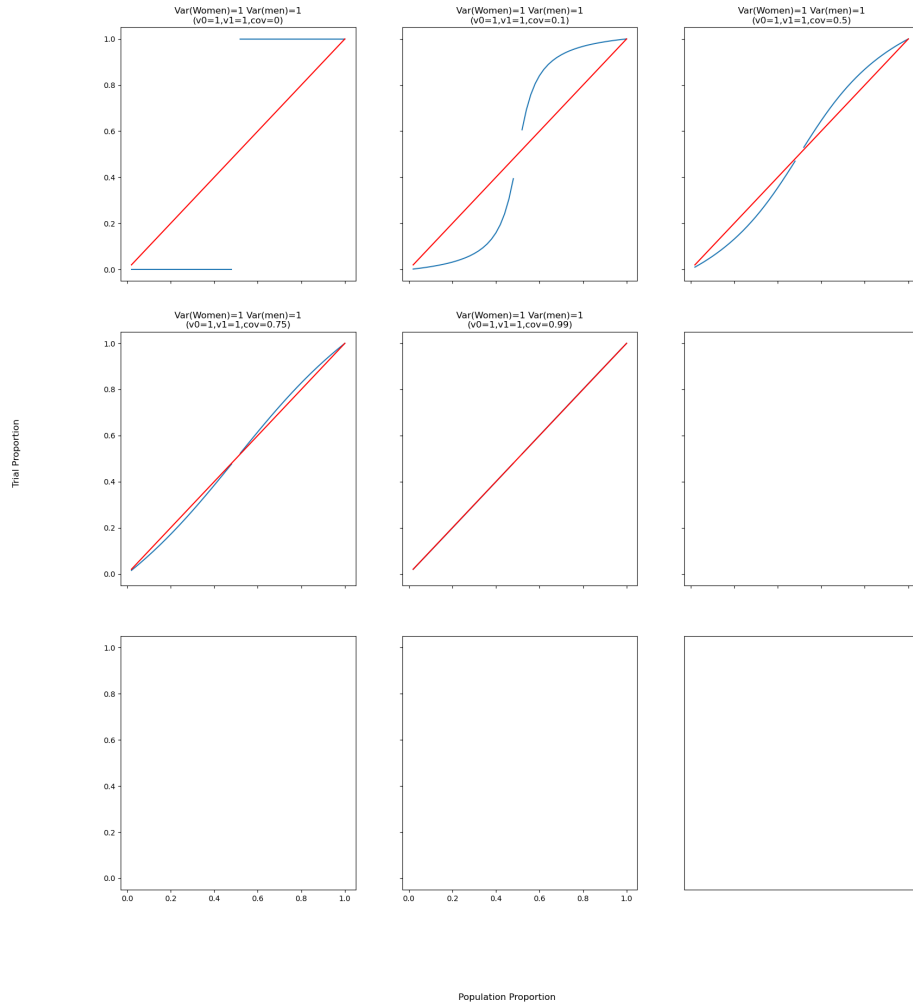 Var(Women)=1 Var(men)=1
(v0=1,v1=1,cov=0)
Var(Women)=1 Var(men)=1
(v0=1,v1=1,cov=0.1)
Var(Women)=1 Var(men)=1
(v0=1,v1=1,cov=0.5)
1.0
0.8
0.6
0.4
0.2
0.0
Var(Women)=1 Var(men)=1
(v0=1,v1=1,cov=0.75)
Var(Women)=1 Var(men)=1
(v0=1,v1=1,cov=0.99)
1.0
0.8
0.6
0.4
0.2
0.0
Trial Proportion
1.0
0.8
0.6
0.4
0.2
0.0
0.0 0.2 0.4 0.6 0.8 1.0
0.0 0.2 0.4 0.6 0.8 1.0
Population Proportion